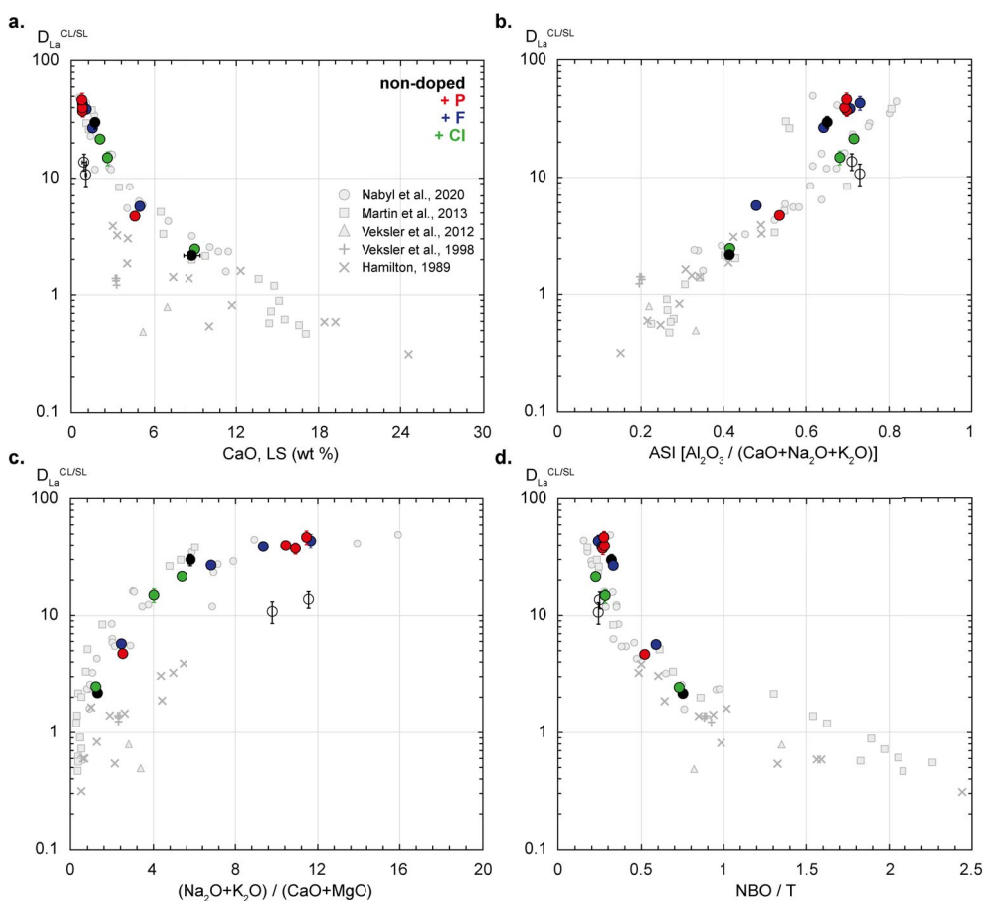 a.
D_La^CL/SL
100
10
1
0.1
0
6
12
18
24
30
CaO, LS (wt %)
non-doped
+ P
+ F
+ Cl
Nabyl et al., 2020
Martin et al., 2013
Veksler et al., 2012
Veksler et al., 1998
Hamilton, 1989
b.
D_La^CL/SL
100
10
1
0.1
0
0.2
0.4
0.6
0.8
1
ASI [Al₂O₃ / (CaO+Na₂O+K₂O)]
c.
D_La^CL/SL
100
10
1
0.1
0
4
8
12
16
20
(Na₂O+K₂O) / (CaO+MgO)
d.
D_La^CL/SL
100
10
1
0.1
0
0.5
1
1.5
2
2.5
NBO / T